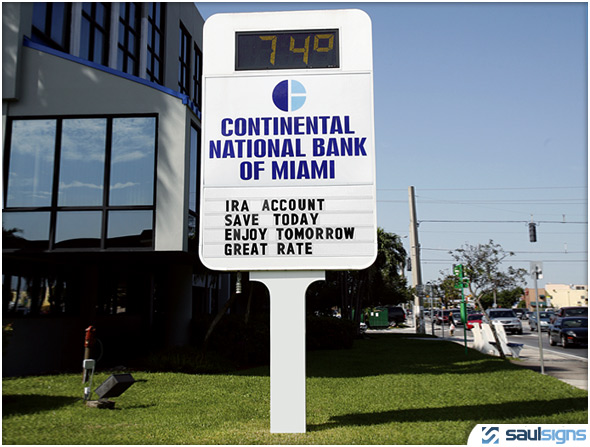 74°
CONTINENTAL
NATIONAL BANK
OF MIAMI
IRA ACCOUNT
SAVE TODAY
ENJOY TOMORROW
GREAT RATE
saulsigns